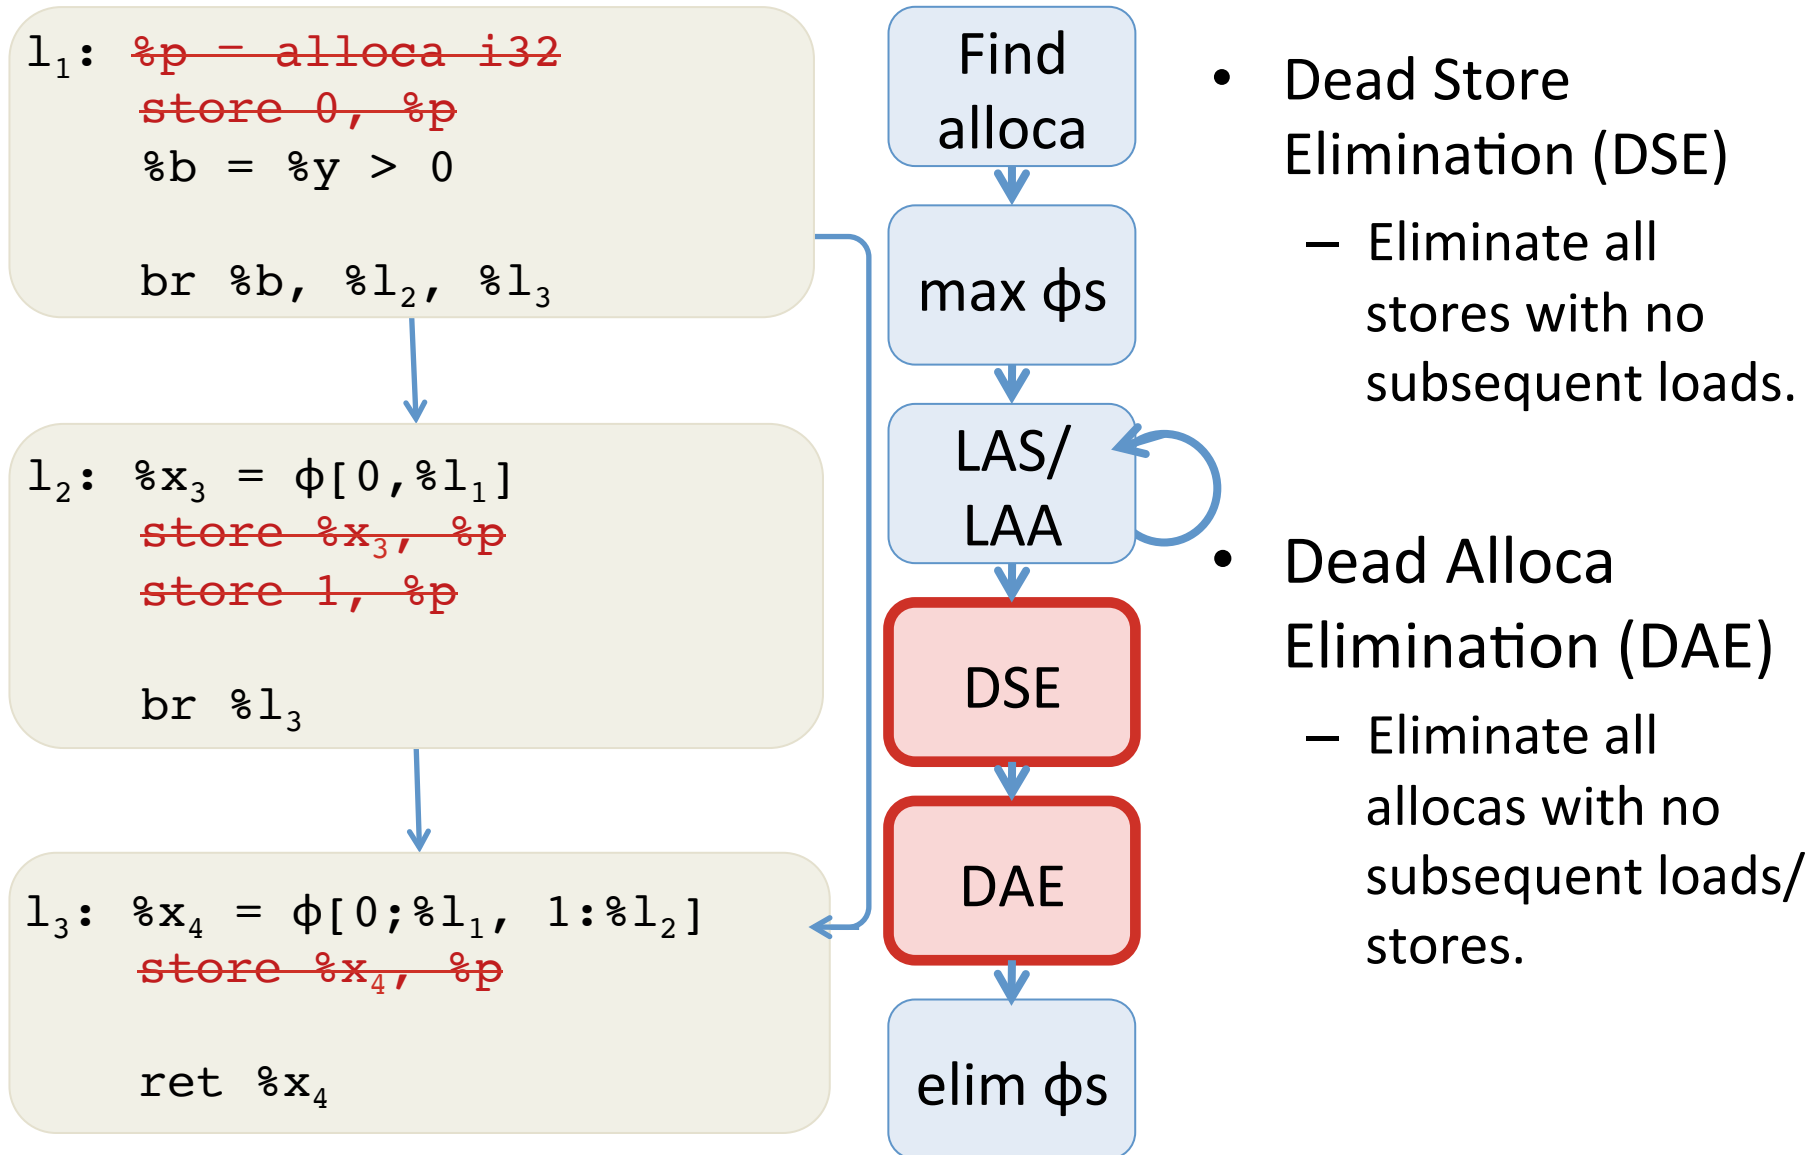 l₁: %p = alloca i32
store 0, %p
%b = %y > 0
br %b, %l₂, %l₃
l₂: %x₃ = ϕ[0,%l₁]
store %x₃, %p
store 1, %p
br %l₃
l₃: %x₄ = ϕ[0;%l₁, 1:%l₂]
store %x₄, %p
ret %x₄
Find
alloca
max ϕs
LAS/
LAA
DSE
DAE
elim ϕs
• Dead Store
Elimination (DSE)
– Eliminate all
stores with no
subsequent loads.
• Dead Alloca
Elimination (DAE)
– Eliminate all
allocas with no
subsequent loads/
stores.